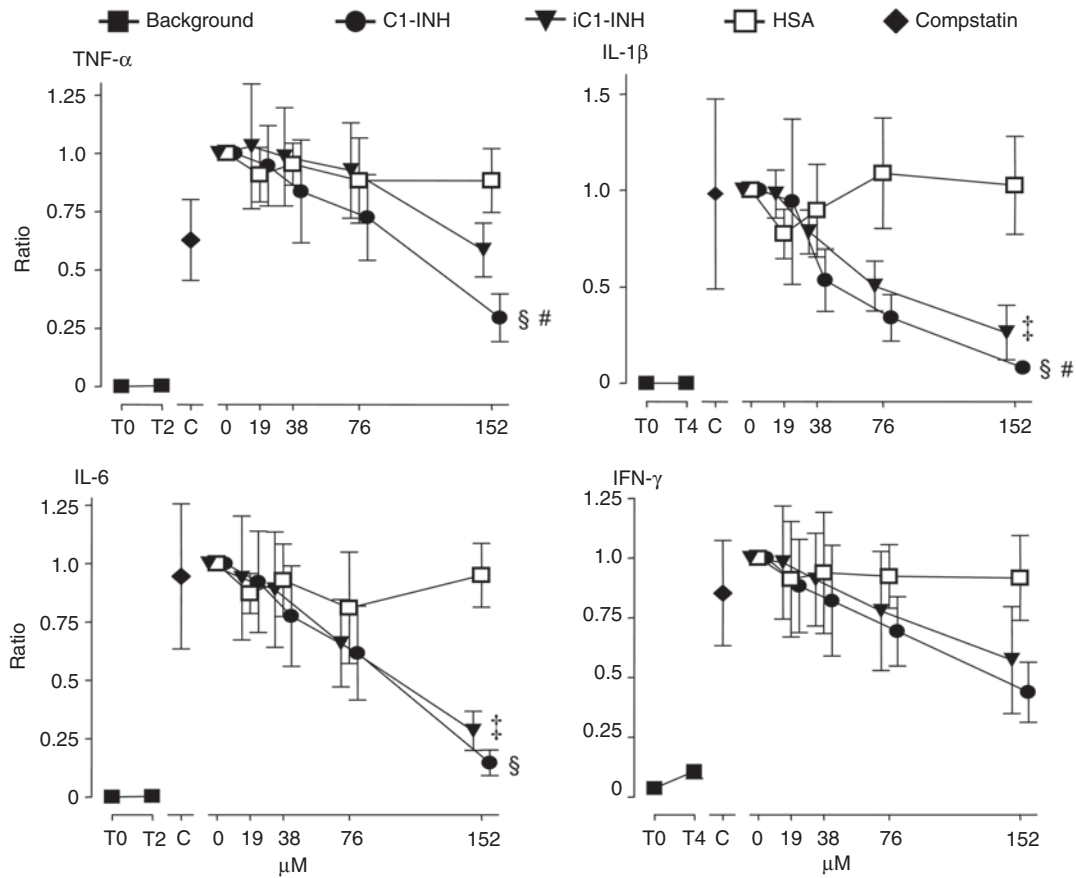 Background C1-INH iC1-INH HSA Compstatin
TNF-α
1.25
1.0
0.75
0.5
0.25
0
Ratio
T0 T2 C 0 19 38 76 152
§ #
IL-1β
1.5
1.0
0.5
0
T0 T4 C 0 19 38 76 152
‡
§ #
IL-6
1.25
1.0
0.75
0.5
0.25
0
Ratio
T0 T2 C 0 19 38 76 152
μM
‡
§
IFN-γ
1.25
1.0
0.75
0.5
0.25
0
T0 T4 C 0 19 38 76 152
μM